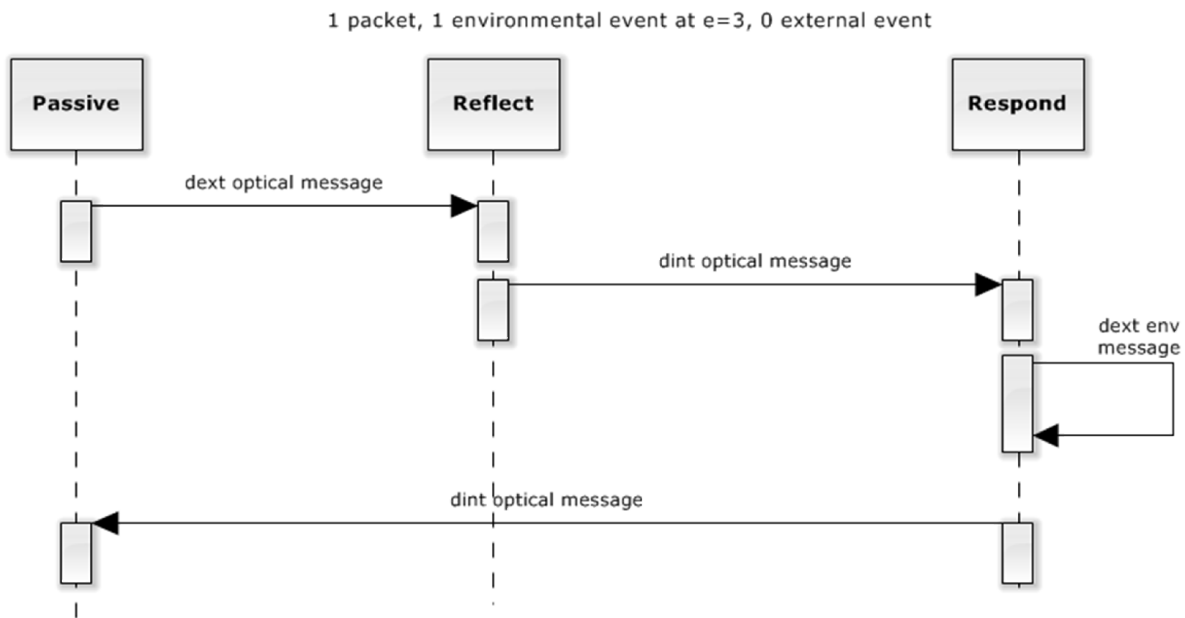 1 packet, 1 environmental event at e=3, 0 external event
Passive
Reflect
Respond
dext optical message
dint optical message
dext env
message
dint optical message